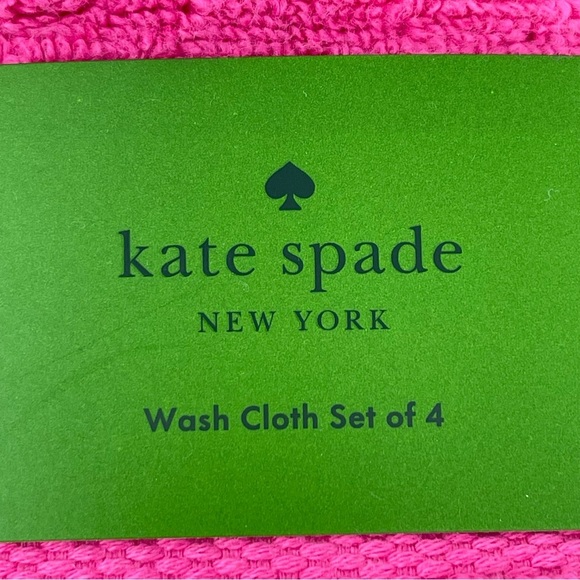 kate spade
NEW YORK
Wash Cloth Set of 4